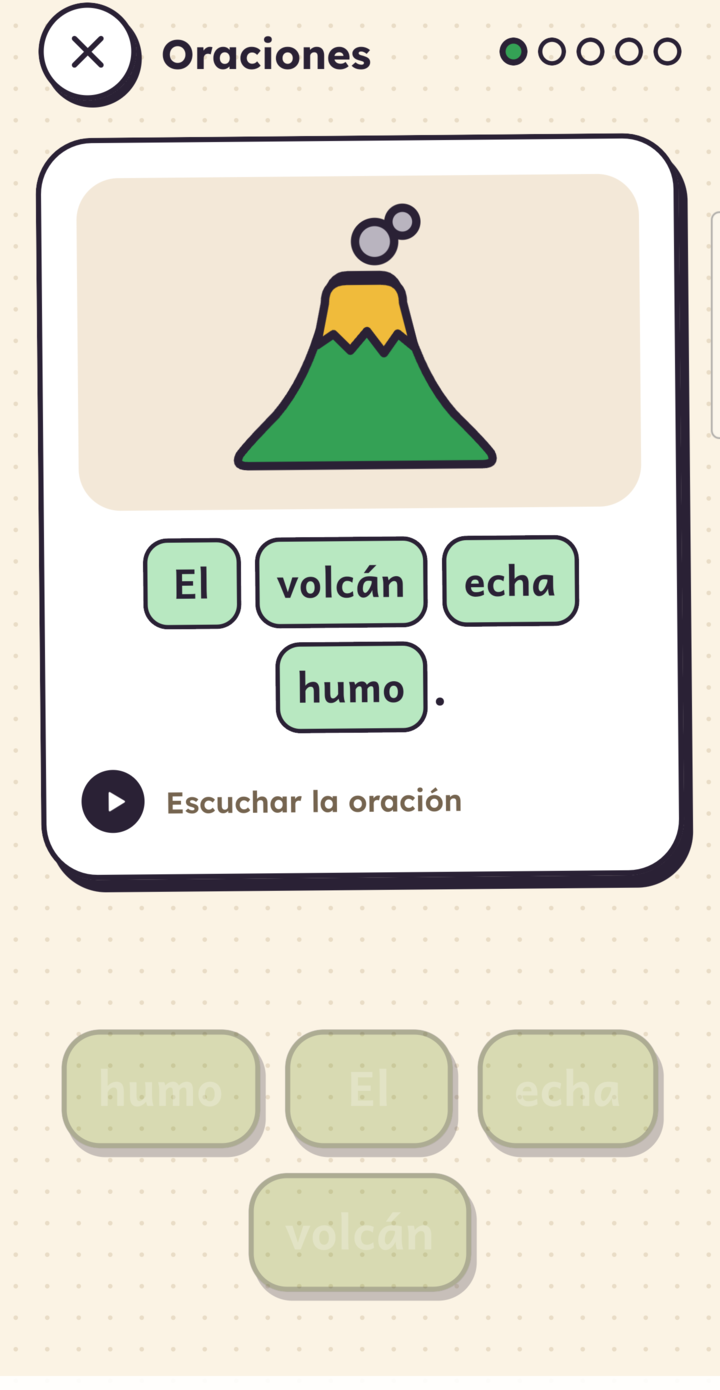 Oraciones
El volcán echa
humo.
Escuchar la oración
humo El echa
volcán